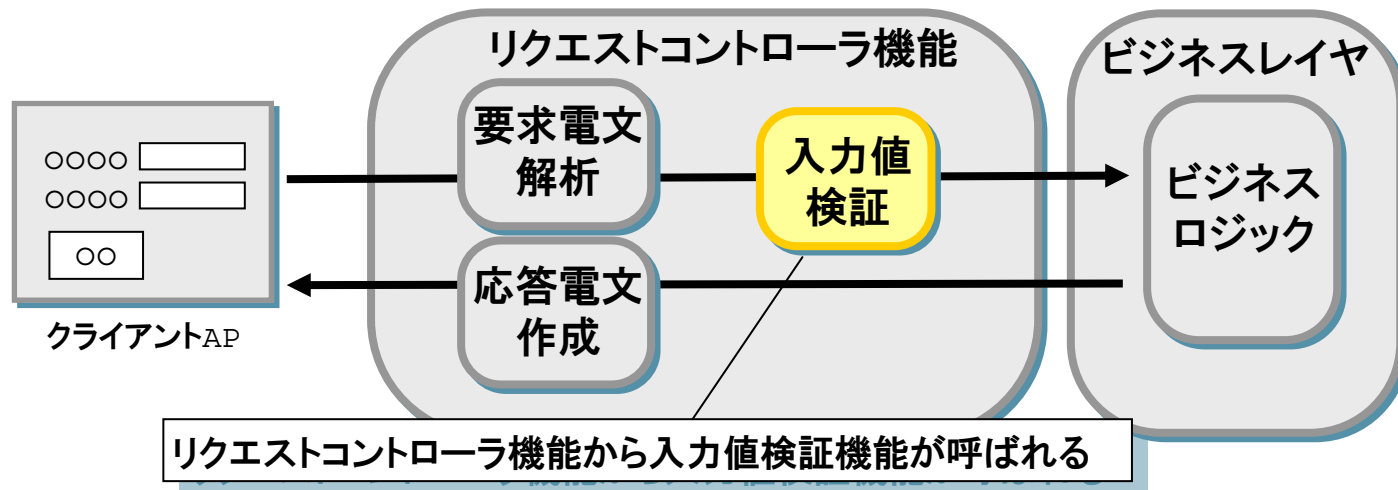 リクエストコントローラ機能
ビジネスレイヤ
要求電文
解析
入力値
検証
ビジネス
ロジック
○○○○
○○○○
○○
応答電文
作成
クライアントAP
リクエストコントローラ機能から入力値検証機能が呼ばれる